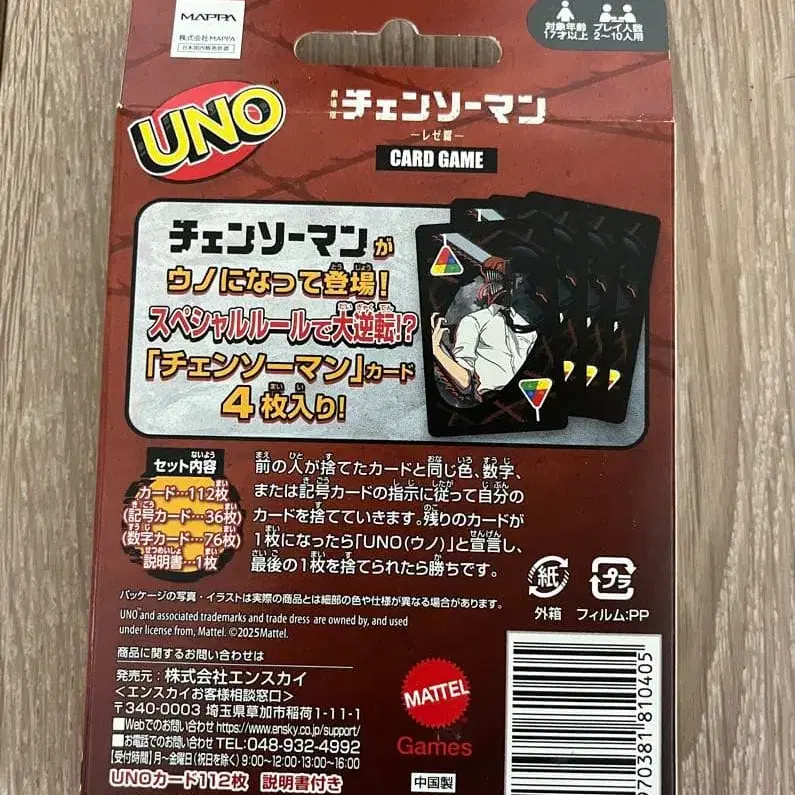 MAPPA
株式会社MAPPA
日本国内販売許諾
対象年齢
17才以上
プレイ人数
2〜10人用
UNO
劇場版 チェンソーマン
―レゼ篇―
CARD GAME
チェンソーマンが
ウノになって登場!
スペシャルルールで大逆転!?
「チェンソーマン」カード
4枚入り!
セット内容
カード…112枚
(記号カード…36枚)
(数字カード…76枚)
説明書…1枚
前の人が捨てたカードと同じ色、数字、
または記号カードの指示に従って自分の
カードを捨てていきます。残りのカードが
1枚になったら「UNO(ウノ)」と宣言し、
最後の1枚を捨てられたら勝ちです。
紙
外箱
プラ
フィルム:PP
パッケージの写真・イラストは実際の商品とは細部の色や仕様が異なる場合があります。
UNO™and associated trademarks and trade dress are owned by, and used
under license from, Mattel. ©2025Mattel.
商品に関するお問い合わせは
発売元:株式会社エンスカイ
<エンスカイお客様相談窓口>
〒340-0003 埼玉県草加市稲荷1-11-1
■Webでのお問い合わせ https://www.ensky.co.jp/support/
■お電話でのお問い合わせ TEL:048-932-4992
【受付時間】月〜金曜日(祝日を除く) 9:00〜12:00・13:00〜16:00
UNOカード112枚 説明書付き
MATTEL
Games
中国製
970381 810405